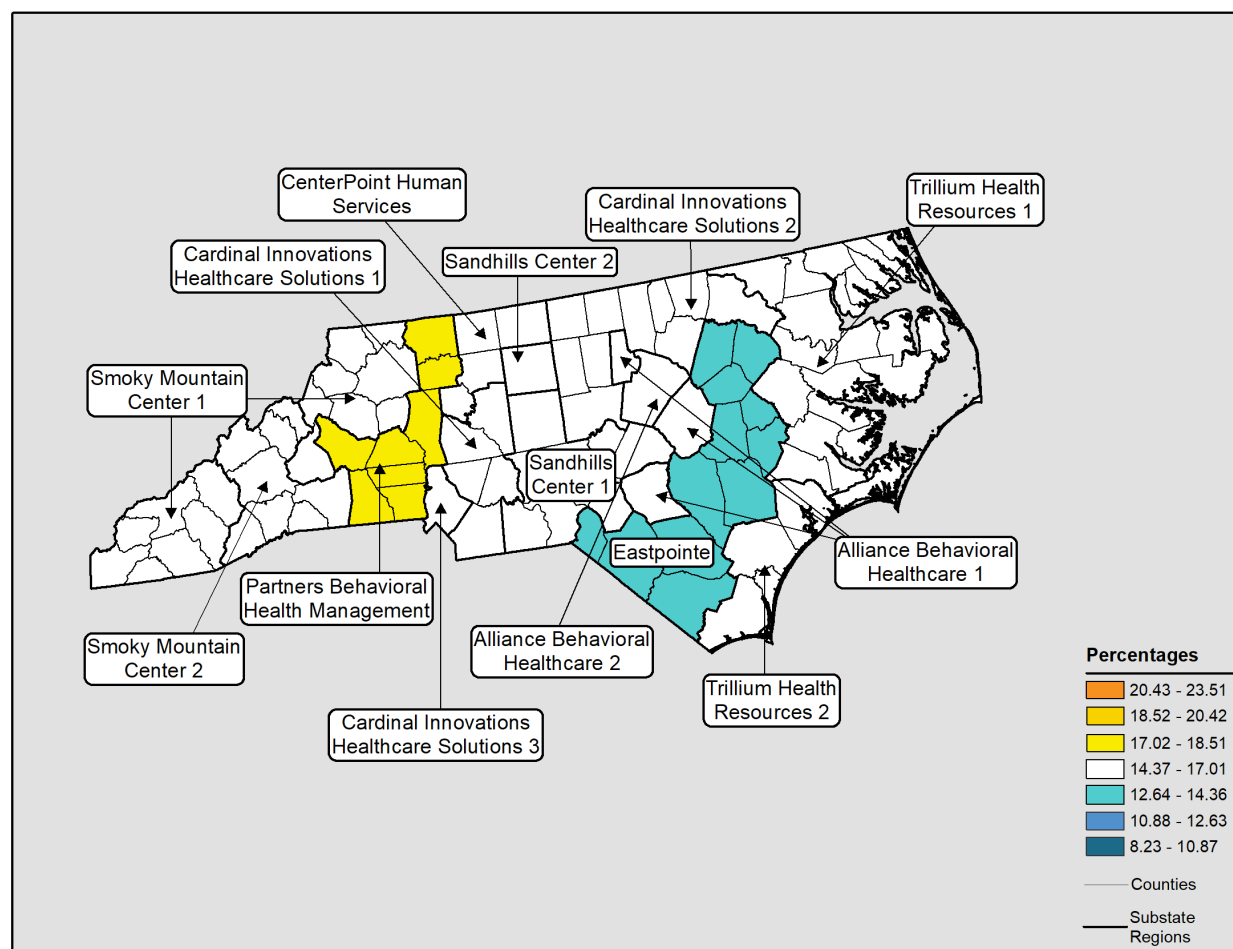 CenterPoint Human
Services
Cardinal Innovations
Healthcare Solutions 2
Trillium Health
Resources 1
Cardinal Innovations
Healthcare Solutions 1
Sandhills Center 2
Smoky Mountain
Center 1
Sandhills
Center 1
Eastpointe
Alliance Behavioral
Healthcare 1
Partners Behavioral
Health Management
Smoky Mountain
Center 2
Alliance Behavioral
Healthcare 2
Trillium Health
Resources 2
Cardinal Innovations
Healthcare Solutions 3
Percentages
20.43 - 23.51
18.52 - 20.42
17.02 - 18.51
14.37 - 17.01
12.64 - 14.36
10.88 - 12.63
8.23 - 10.87
Counties
Substate
Regions